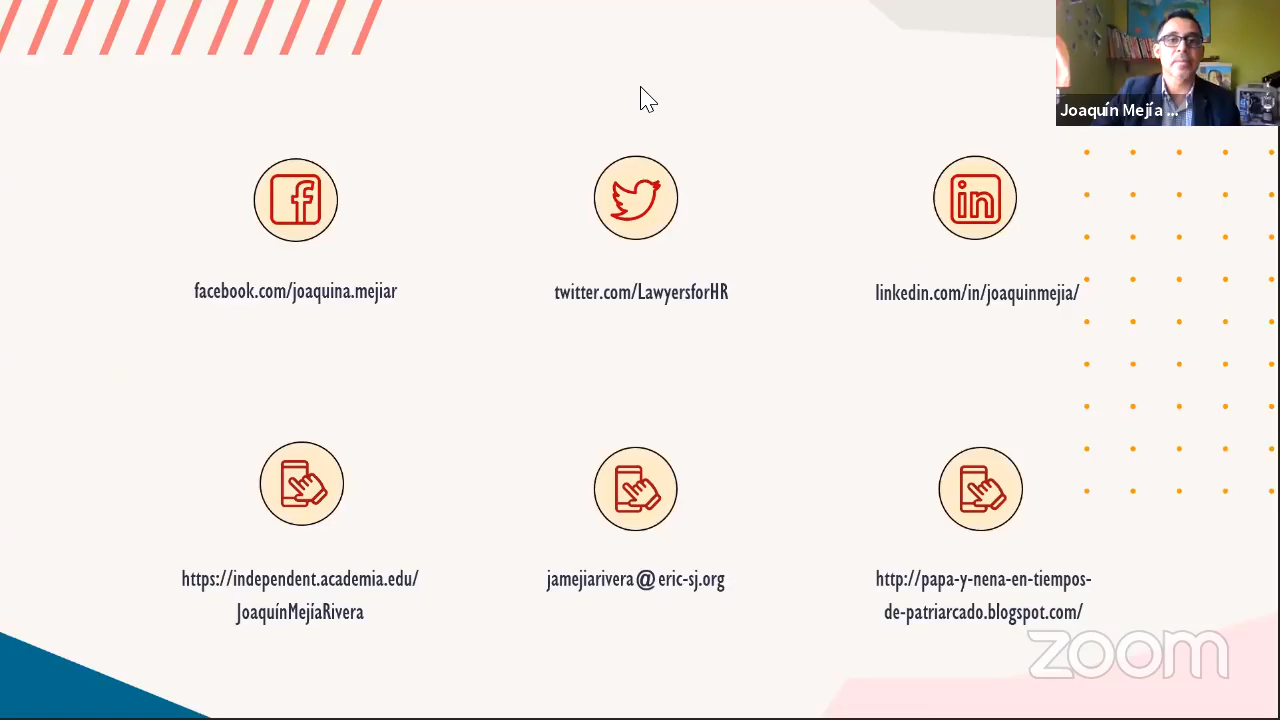 Joaquín Mejía ...
facebook.com/joaquina.mejiar
twitter.com/LawyersforHR
linkedin.com/in/joaquinmejia/
https://independent.academia.edu/
JoaquínMejíaRivera
jamejiarivera@eric-sj.org
http://papa-y-nena-en-tiempos-
de-patriarcado.blogspot.com/
zoom